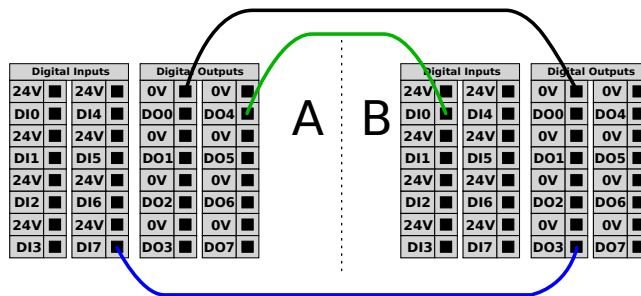 Digital Inputs Digital Outputs Digital Inputs Digital Outputs
24V 24V 0V 0V 24V 24V 0V 0V
DI0 DI4 DO0 DO4 A B DI0 DI4 DO0 DO4
24V 24V 0V 0V 24V 24V 0V 0V
DI1 DI5 DO1 DO5 DI1 DI5 DO1 DO5
24V 24V 0V 0V 24V 24V 0V 0V
DI2 DI6 DO2 DO6 DI2 DI6 DO2 DO6
24V 24V 0V 0V 24V 24V 0V 0V
DI3 DI7 DO3 DO7 DI3 DI7 DO3 DO7